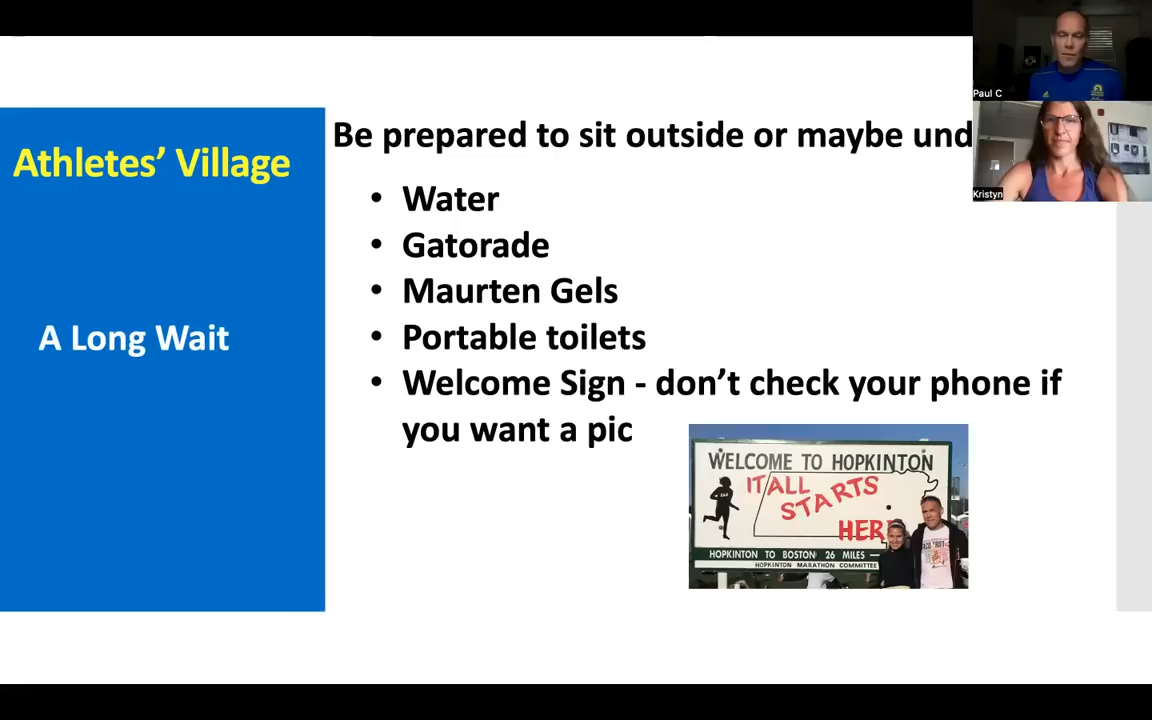 Paul C
Kristyn
Athletes’ Village
A Long Wait
Be prepared to sit outside or maybe und
• Water
• Gatorade
• Maurten Gels
• Portable toilets
• Welcome Sign - don’t check your phone if
you want a pic
WELCOME TO HOPKINTON
IT ALL
STARTS
HER
HOPKINTON TO BOSTON 26 MILES
HOPKINTON MARATHON COMMITTEE